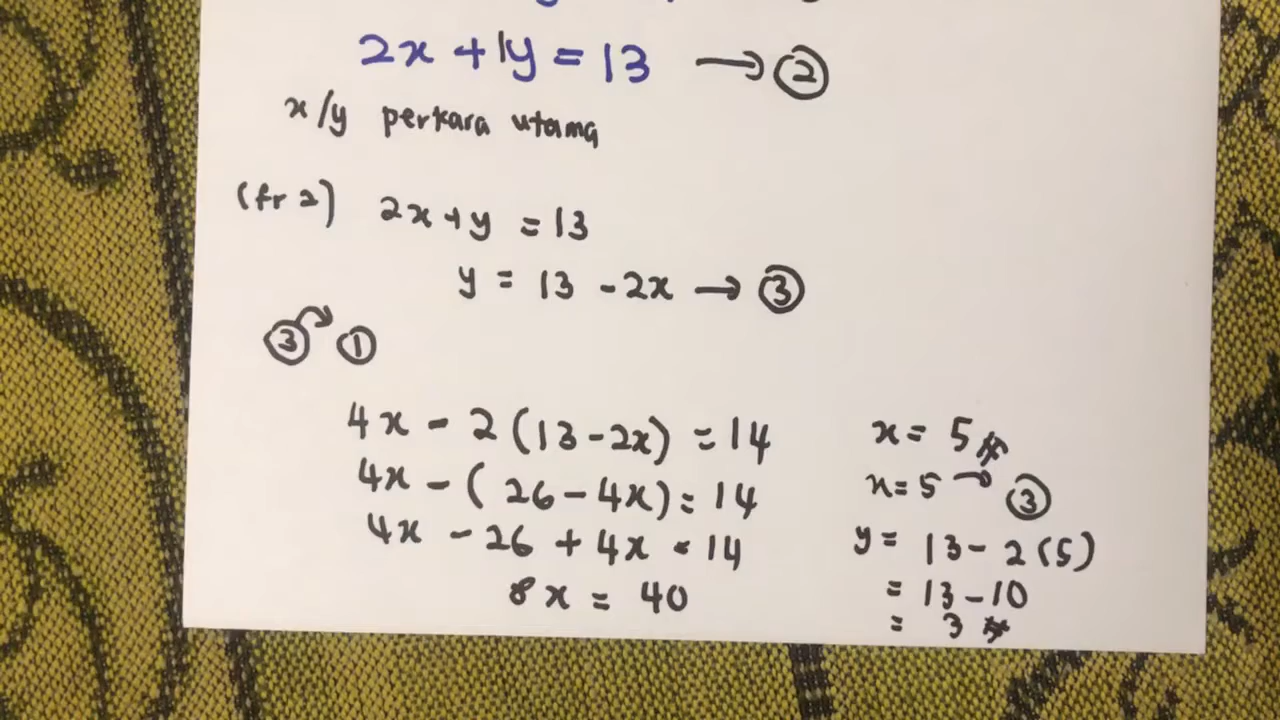 2x + 1y = 13 → ②
x/y perkara utama
(fr 2) 2x + y = 13
y = 13 - 2x → ③
③ ↷ ①
4x - 2(13 - 2x) = 14
4x - (26 - 4x) = 14
4x - 26 + 4x = 14
8x = 40
x = 5
x = 5 → ③
y = 13 - 2(5)
= 13 - 10
= 3